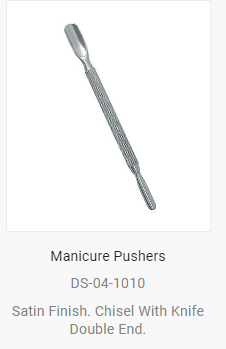 Manicure Pushers
DS-04-1010
Satin Finish. Chisel With Knife
Double End.